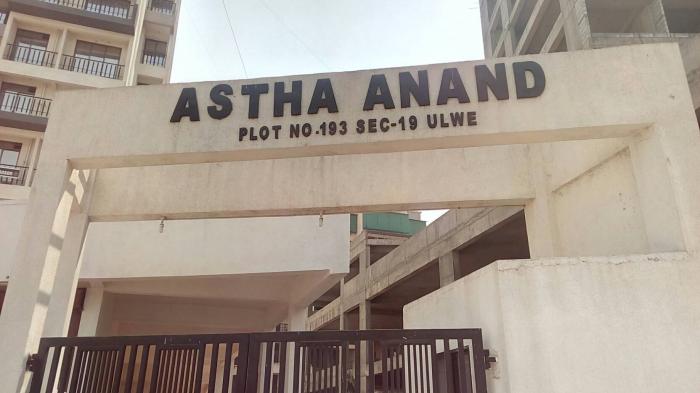 ASTHA ANAND
PLOT NO.193 SEC-19 ULWE